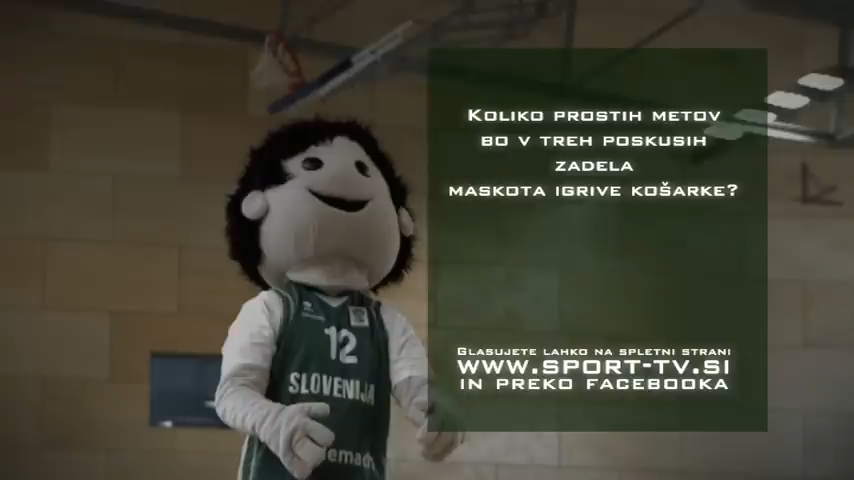 KOLIKO PROSTIH METOV
BO V TREH POSKUSIH
ZADELA
MASKOTA IGRIVE KOŠARKE?
GLASUJETE LAHKO NA SPLETNI STRANI
WWW.SPORT-TV.SI
IN PREKO FACEBOOKA
12
SLOVENIJA